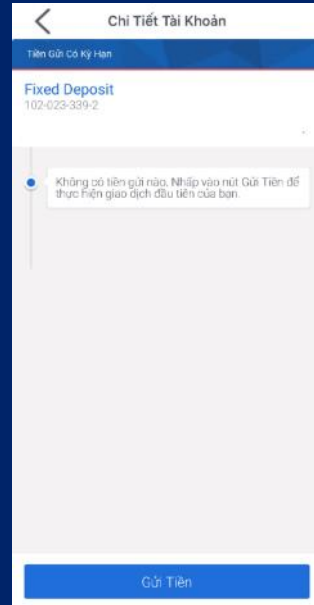 Chi Tiết Tài Khoản
Tiền Gửi Có Kỳ Hạn
Fixed Deposit
102-023-339-2
Không có tiền gửi nào. Nhấp vào nút Gửi Tiền để
thực hiện giao dịch đầu tiên của bạn.
Gửi Tiền